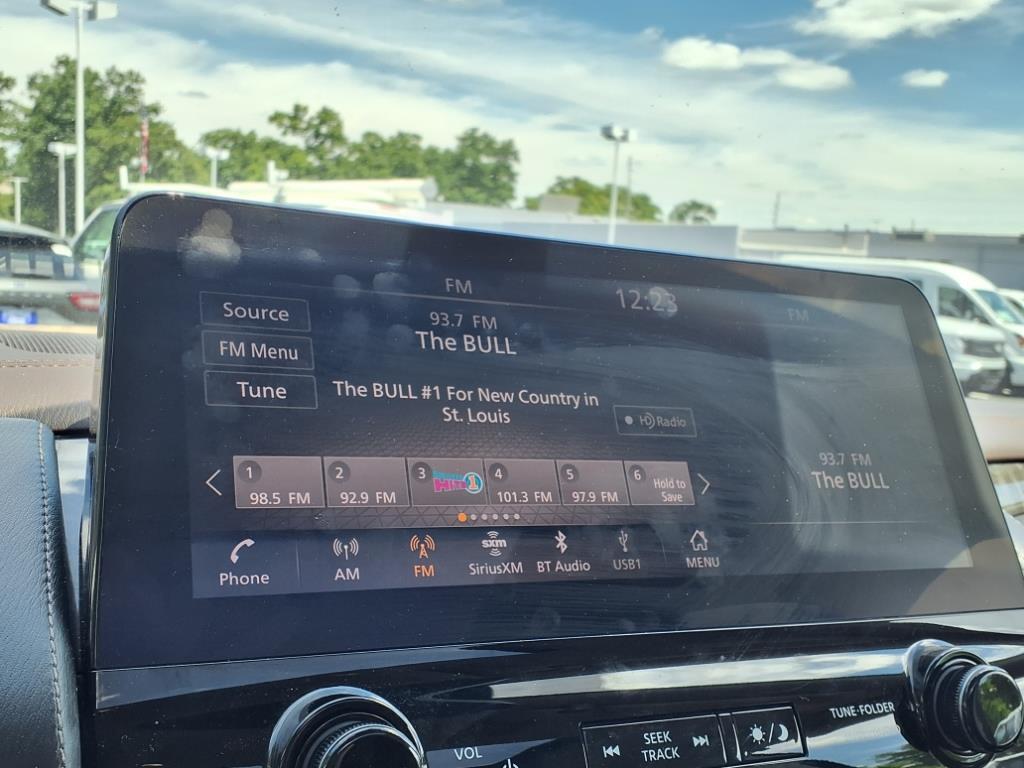 FM
12:23
FM
Source
FM Menu
Tune
93.7 FM
The BULL
The BULL #1 For New Country in
St. Louis
HD Radio
93.7 FM
The BULL
1
98.5 FM
2
92.9 FM
3
Hits 1
4
101.3 FM
5
97.9 FM
6
Hold to
Save
Phone
AM
FM
sxm
SiriusXM
BT Audio
USB1
MENU
VOL
SEEK
TRACK
TUNE·FOLDER